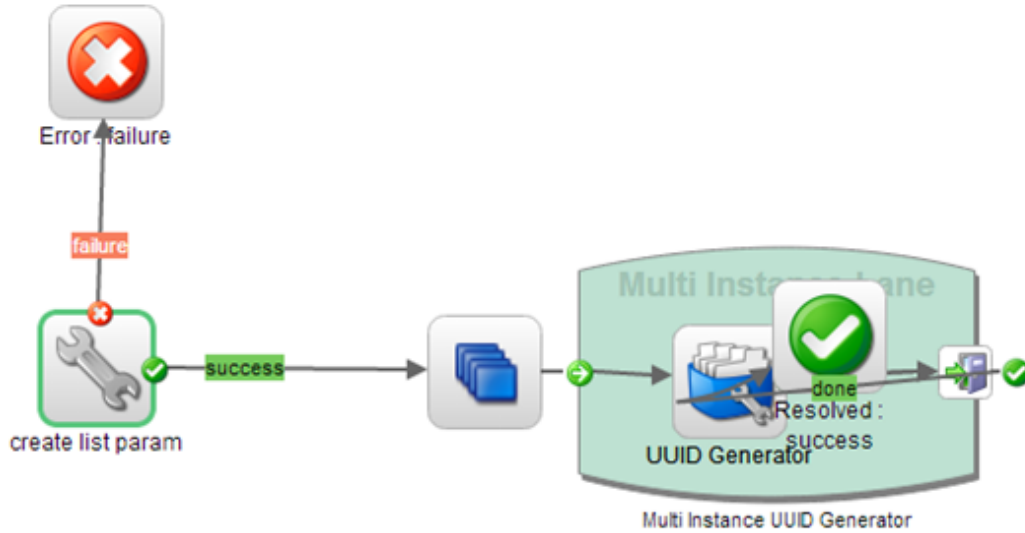 Error : failure
failure
success
create list param
Multi Instance Lane
UUID Generator
done
Resolved :
success
Multi Instance UUID Generator